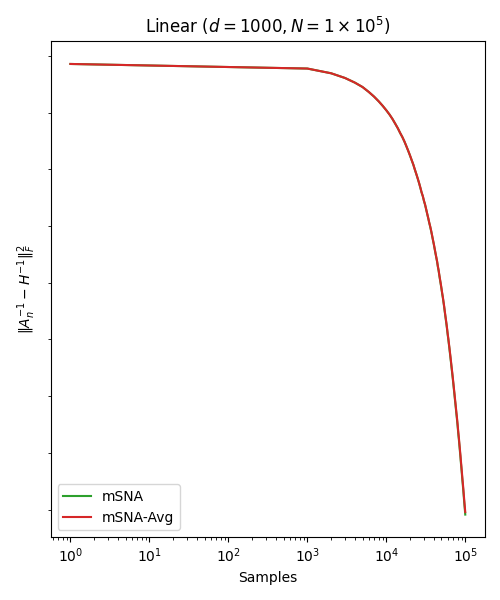 Linear ($d = 1000, N = 1 \times 10^5$)
$\|A_n^{-1} - H^{-1}\|_F^2$
mSNA
mSNA-Avg
$10^0$ $10^1$ $10^2$ $10^3$ $10^4$ $10^5$
Samples